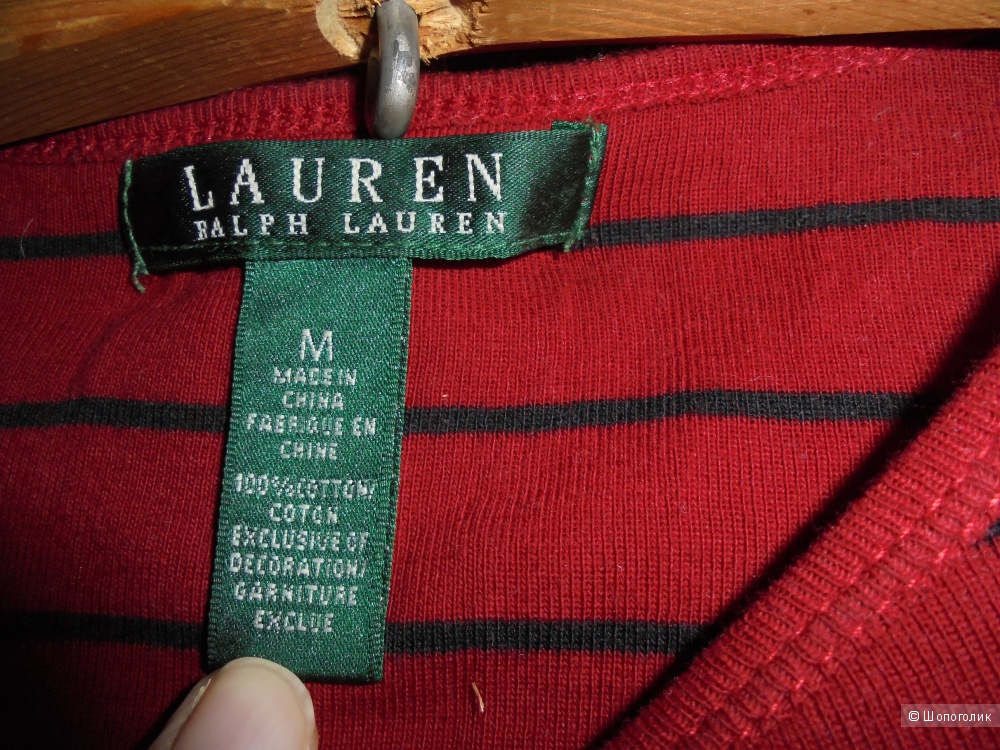 LAUREN
RALPH LAUREN
M
MADE IN
CHINA
FABRIQUE EN
CHINE
100% COTTON/
COTON
EXCLUSIVE OF
DECORATION/
GARNITURE
EXCLUE
© Шопоголик